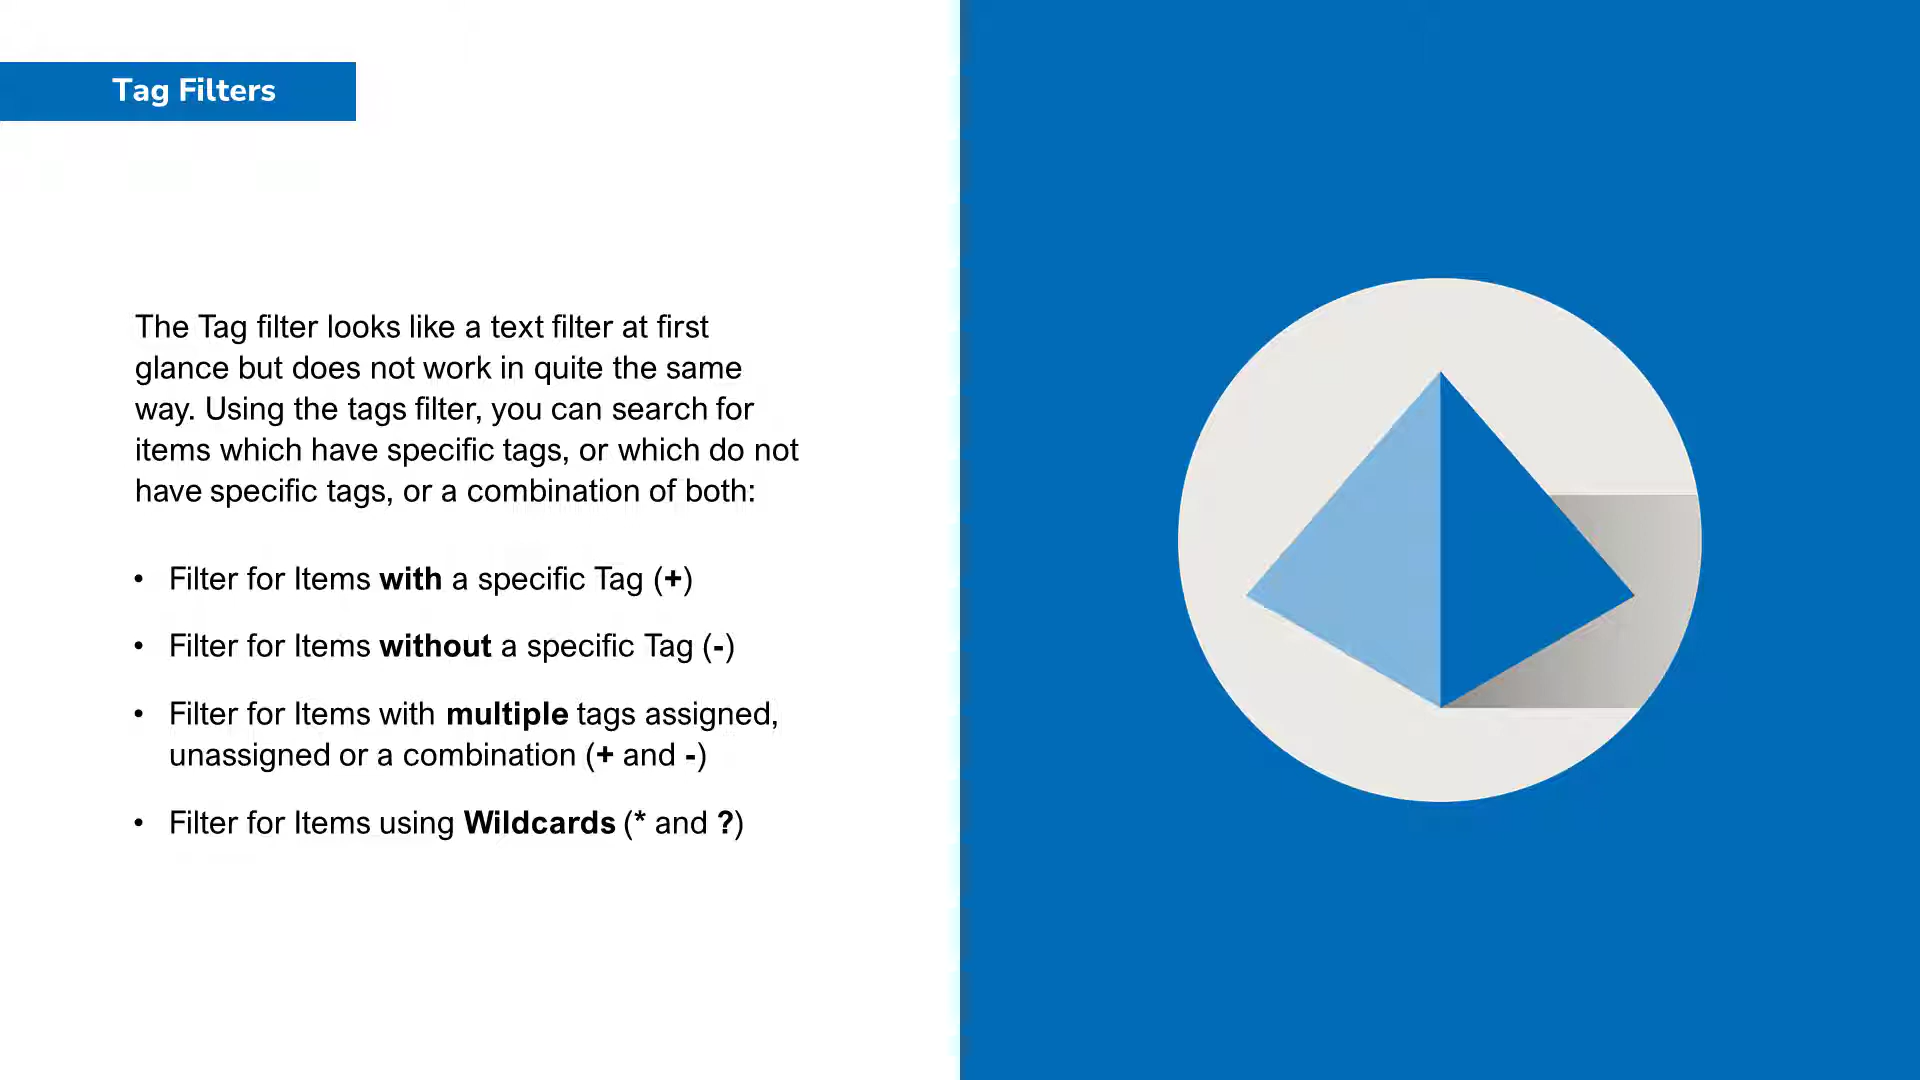 Tag Filters
The Tag filter looks like a text filter at first
glance but does not work in quite the same
way. Using the tags filter, you can search for
items which have specific tags, or which do not
have specific tags, or a combination of both:
• Filter for Items with a specific Tag (+)
• Filter for Items without a specific Tag (-)
• Filter for Items with multiple tags assigned,
unassigned or a combination (+ and -)
• Filter for Items using Wildcards (* and ?)